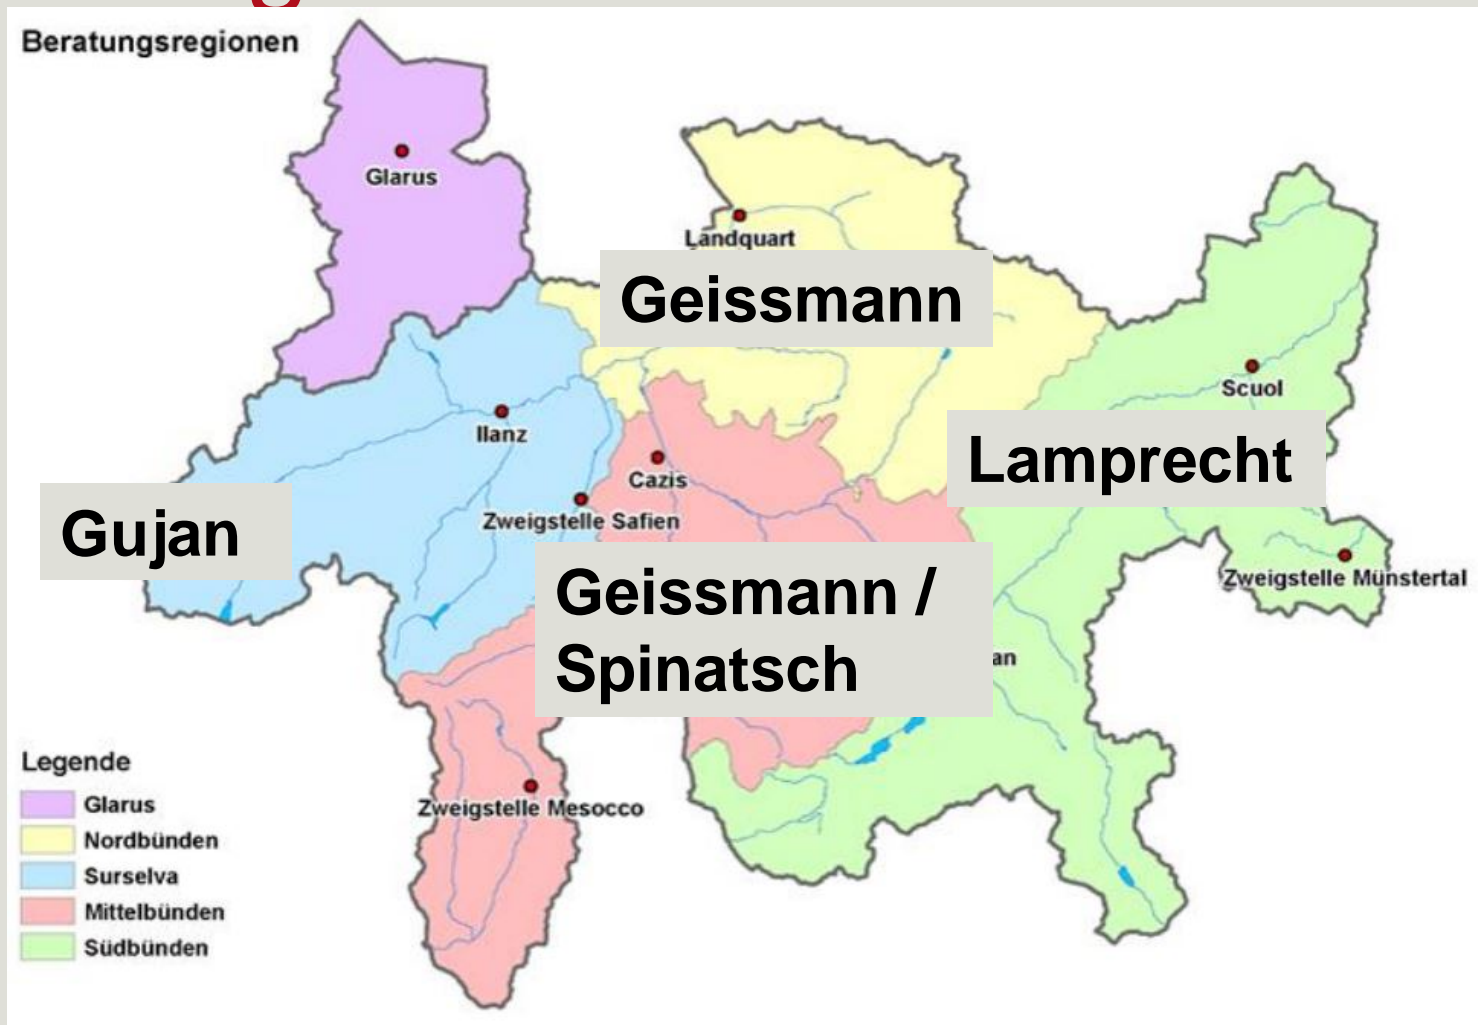 Beratungsregionen
Glarus
Landquart
Geissmann
Scuol
Ilanz
Lamprecht
Cazis
Zweigstelle Safien
Gujan
Zweigstelle Münstertal
Geissmann /
Spinatsch
an
Legende
Glarus
Nordbünden
Surselva
Mittelbünden
Südbünden
Zweigstelle Mesocco